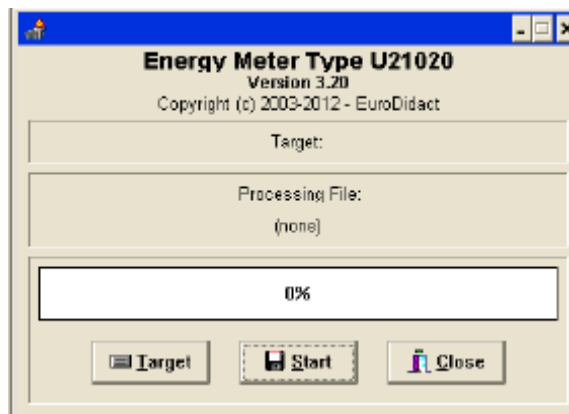 Energy Meter Type U21020
Version 3.20
Copyright (c) 2003-2012 - EuroDidact
Target:
Processing File:
(none)
0%
Target
Start
Close